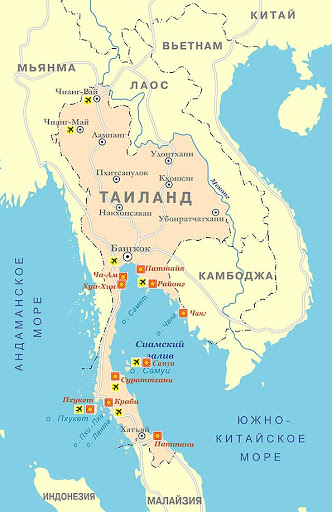 КИТАЙ
ВЬЕТНАМ
МЬЯНМА
ЛАОС
Чианг-Рай
Чианг-Май
Лампанг
Удонтхани
Пхитсанулок
Кхонкэн
Меконг
ТАИЛАНД
Накхонсаван
Убонратчатхани
Бангкок
КАМБОДЖА
Паттайя
Ча-Ам
Районг
Хуа-Хин
о. Самет
о. Чанг
Чанг
АНДАМАНСКОЕ
МОРЕ
Сиамский
залив
Самуи
о. Самуи
Сураттхани
Пхукет
Краби
о. Пхукет
о. Пхи-Пхи
о. Ланта
Хатъяй
Паттани
ЮЖНО-
КИТАЙСКОЕ
МОРЕ
ИНДОНЕЗИЯ
МАЛАЙЗИЯ